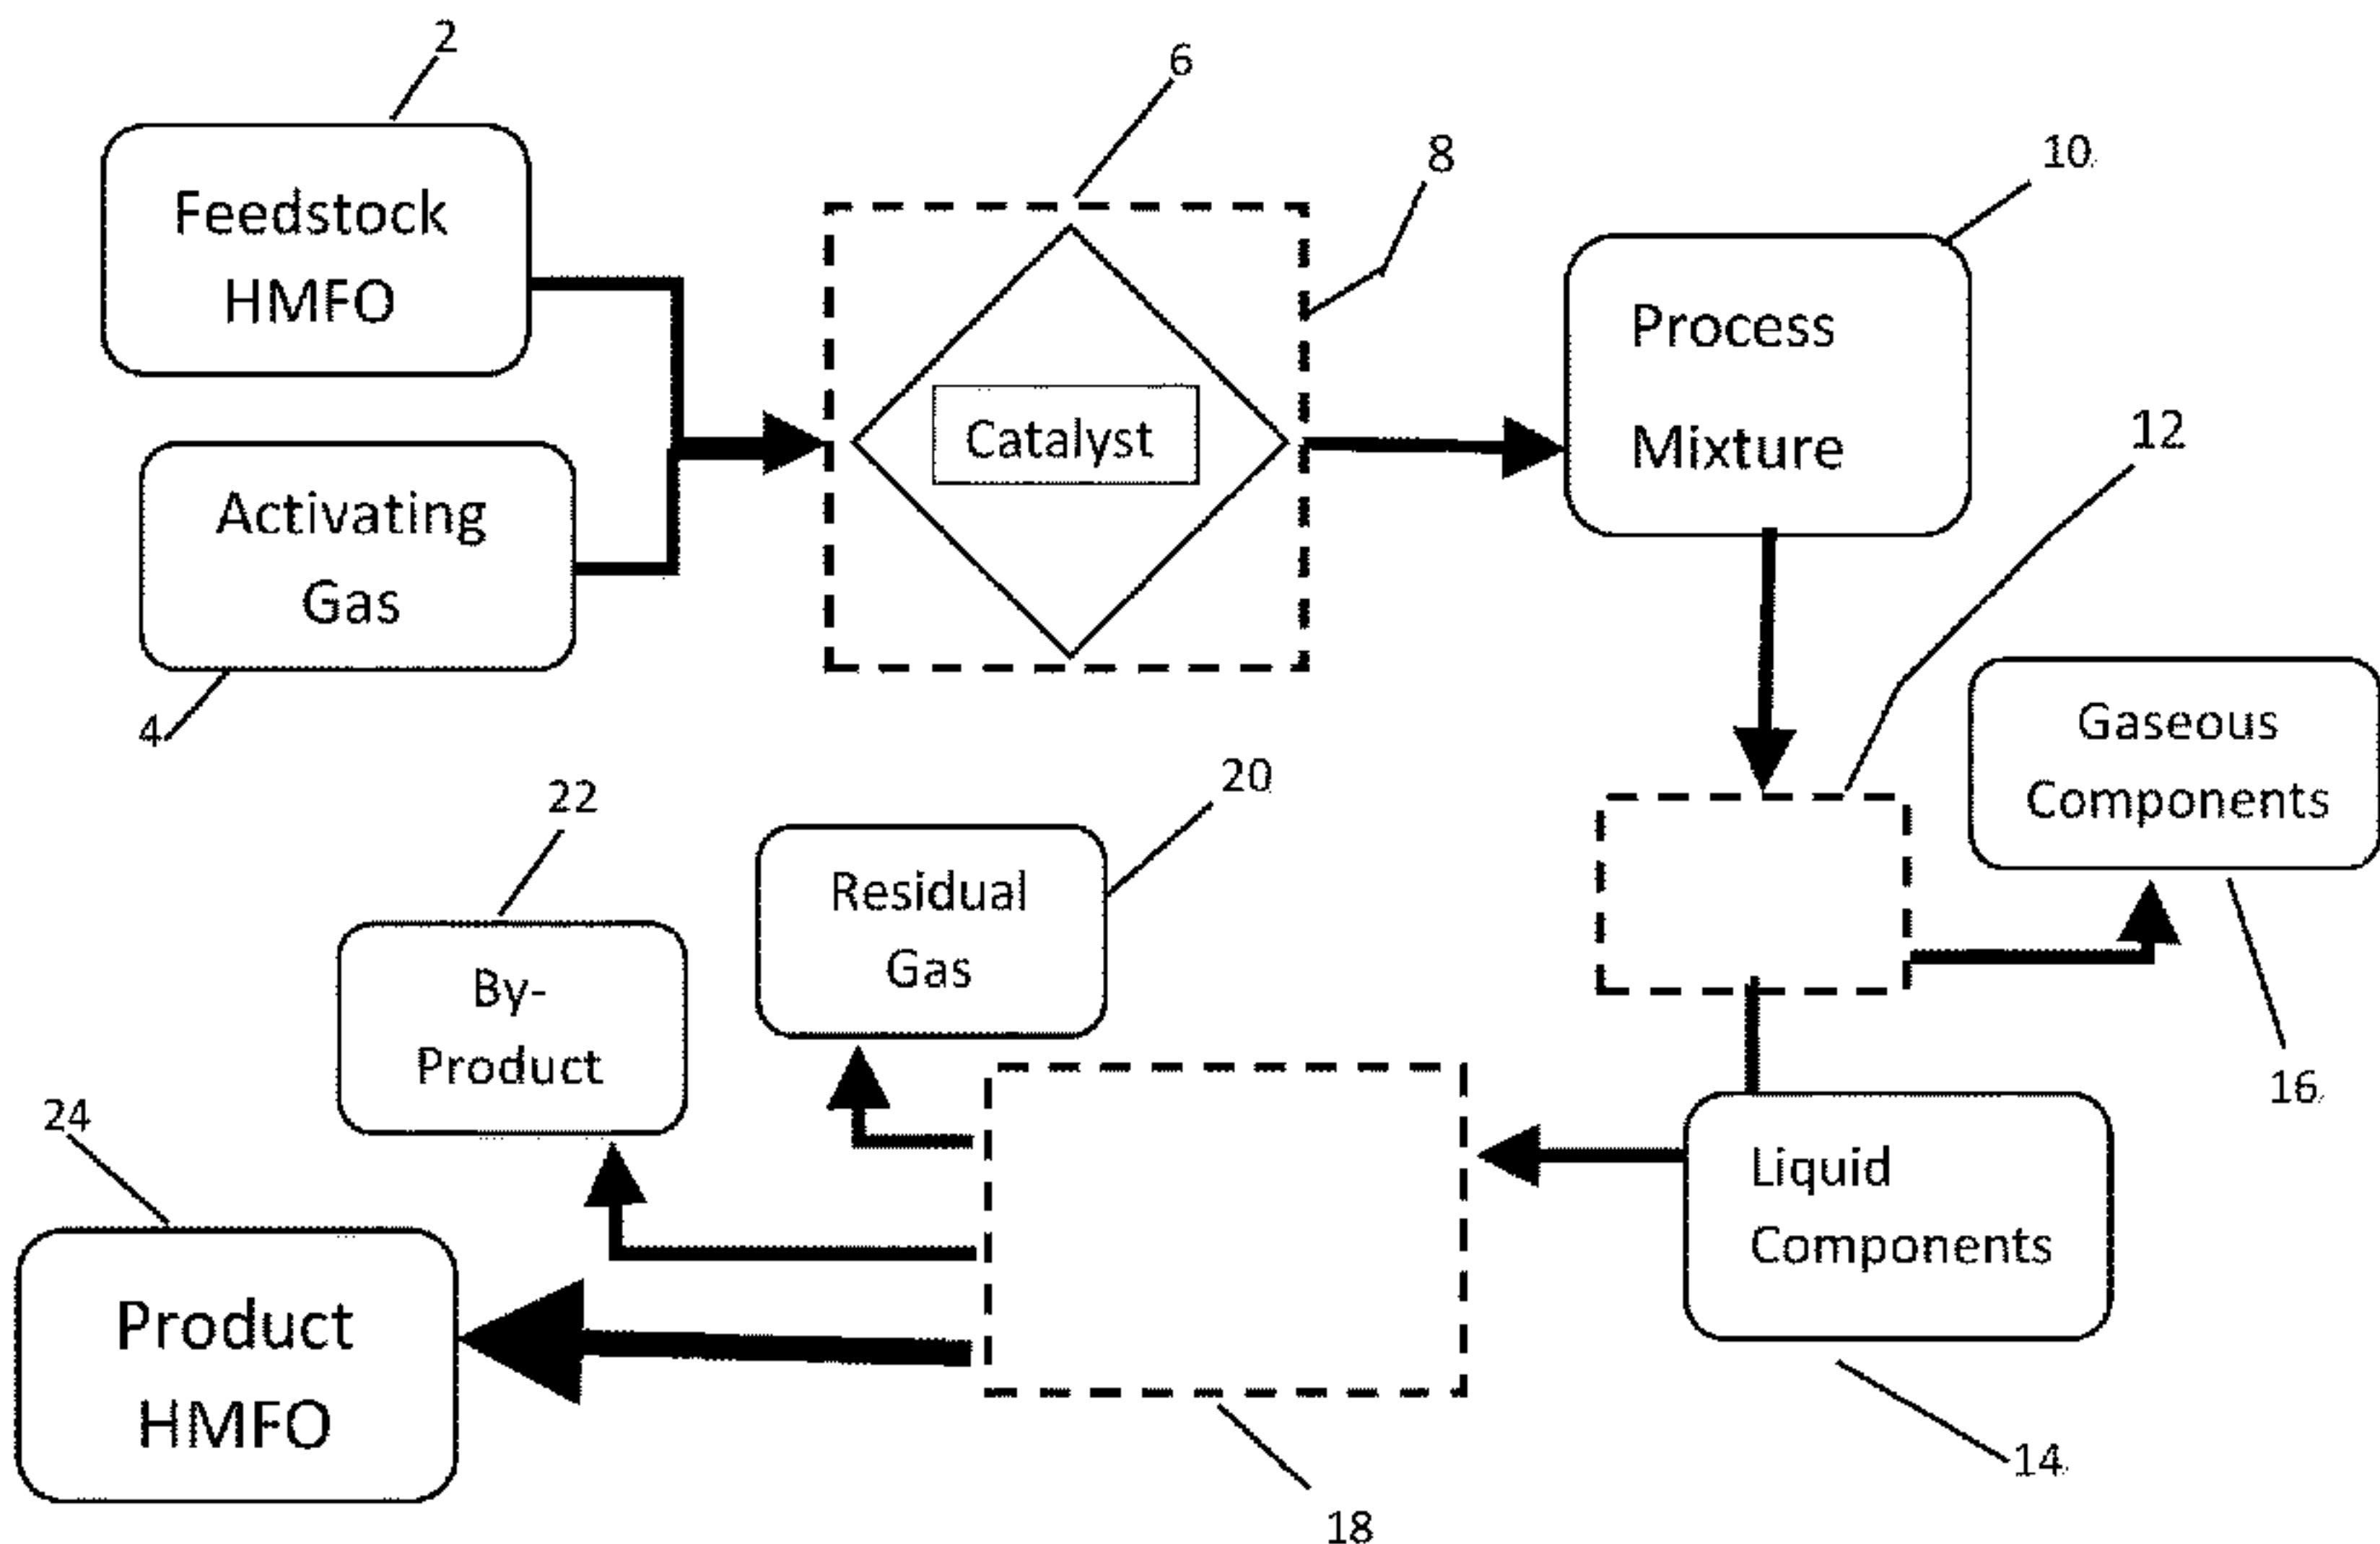 2
6
8
10
Feedstock
HMFO
Catalyst
Process
Mixture
Activating
Gas
4
12
Gaseous
Components
16
22
20
Residual
Gas
By-
Product
24
Product
HMFO
Liquid
Components
14
18